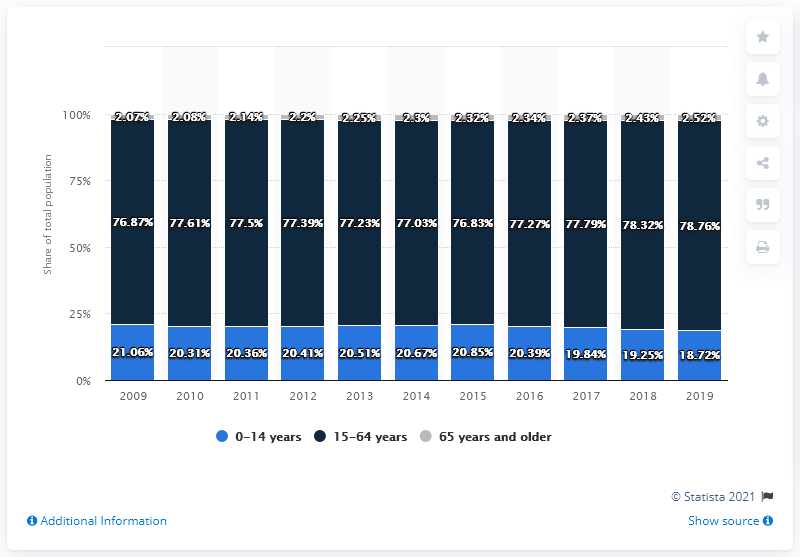 2.07% 2.08% 2.14% 2.2% 2.25% 2.3% 2.32% 2.34% 2.37% 2.43% 2.52%
100%
75%
76.87% 77.61% 77.5% 77.39% 77.23% 77.03% 76.83% 77.27% 77.79% 78.32% 78.76%
Share of total population
50%
25%
21.06% 20.31% 20.36% 20.41% 20.51% 20.67% 20.85% 20.39% 19.84% 19.25% 18.72%
0%
2009 2010 2011 2012 2013 2014 2015 2016 2017 2018 2019
0–14 years 15–64 years 65 years and older
© Statista 2021
Additional Information Show source